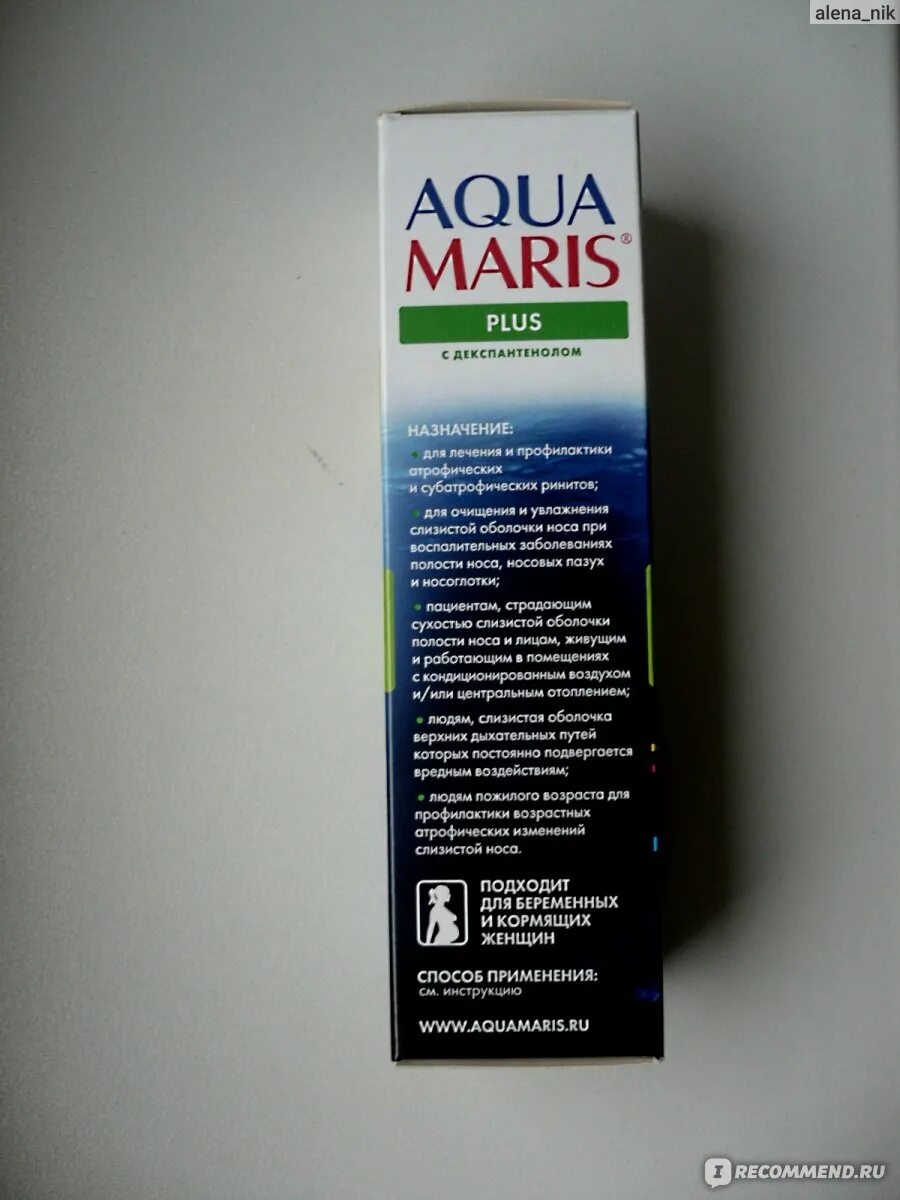 alena_nik
AQUA
MARIS®
PLUS
С ДЕКСПАНТЕНОЛОМ
НАЗНАЧЕНИЕ:
• для лечения и профилактики
атрофических
и субатрофических ринитов;
• для очищения и увлажнения
слизистой оболочки носа при
воспалительных заболеваниях
полости носа, носовых пазух
и носоглотки;
• пациентам, страдающим
сухостью слизистой оболочки
полости носа и лицам, живущим
и работающим в помещениях
с кондиционированным воздухом
и/или центральным отоплением;
• людям, слизистая оболочка
верхних дыхательных путей
которых постоянно подвергается
вредным воздействиям;
• людям пожилого возраста для
профилактики возрастных
атрофических изменений
слизистой носа.
ПОДХОДИТ
ДЛЯ БЕРЕМЕННЫХ
И КОРМЯЩИХ
ЖЕНЩИН
СПОСОБ ПРИМЕНЕНИЯ:
см. инструкцию
WWW.AQUAMARIS.RU
IRECOMMEND.RU